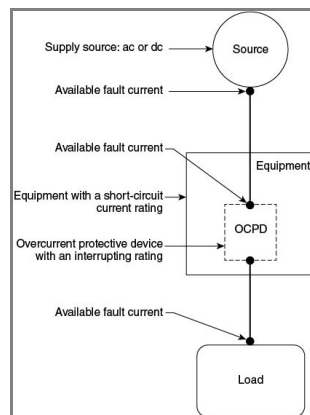 Supply source: ac or dc
Source
Available fault current
Available fault current
Equipment
Equipment with a short-circuit
current rating
OCPD
Overcurrent protective device
with an interrupting rating
Available fault current
Load